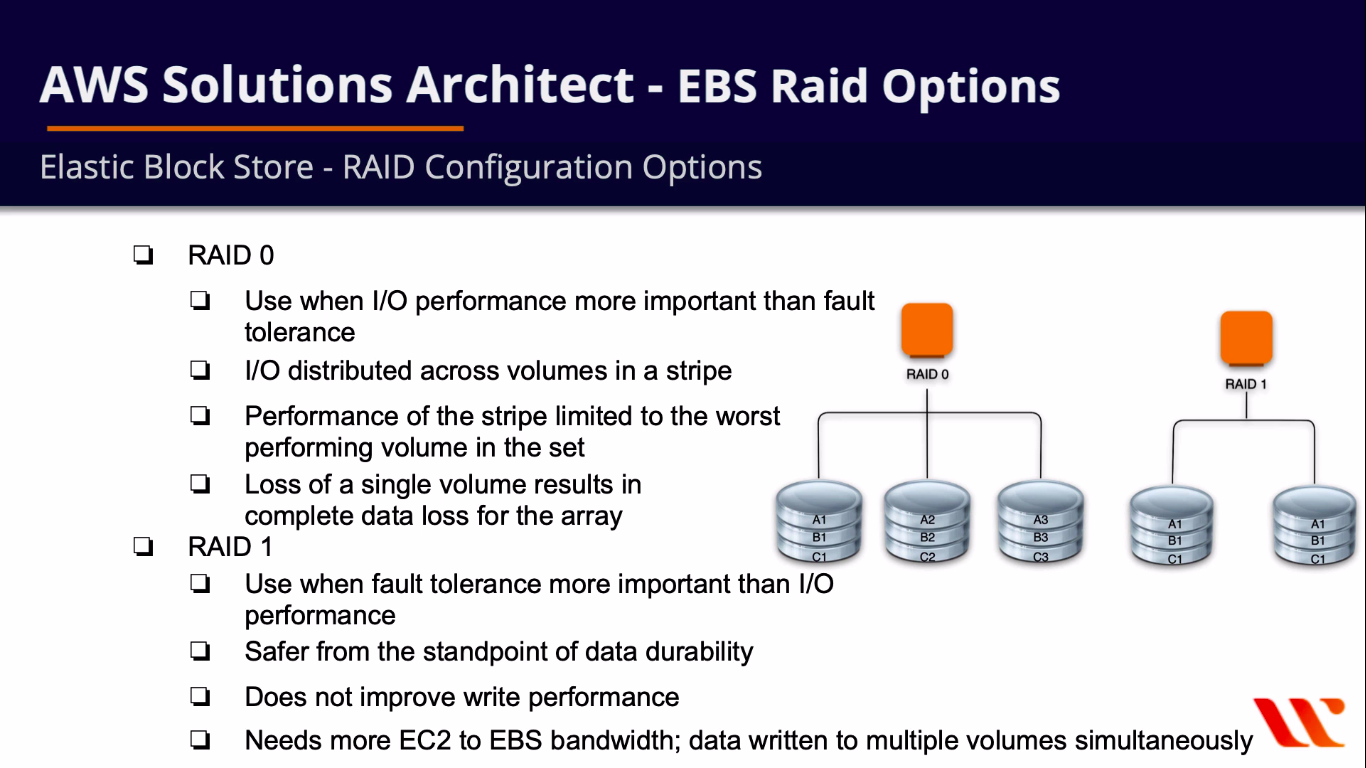 AWS Solutions Architect - EBS Raid Options
Elastic Block Store - RAID Configuration Options
RAID 0
Use when I/O performance more important than fault
tolerance
I/O distributed across volumes in a stripe
Performance of the stripe limited to the worst
performing volume in the set
Loss of a single volume results in
complete data loss for the array
RAID 1
Use when fault tolerance more important than I/O
performance
Safer from the standpoint of data durability
Does not improve write performance
Needs more EC2 to EBS bandwidth; data written to multiple volumes simultaneously
RAID 0
A1
B1
C1
A2
B2
C2
A3
B3
C3
RAID 1
A1
B1
C1
A1
B1
C1